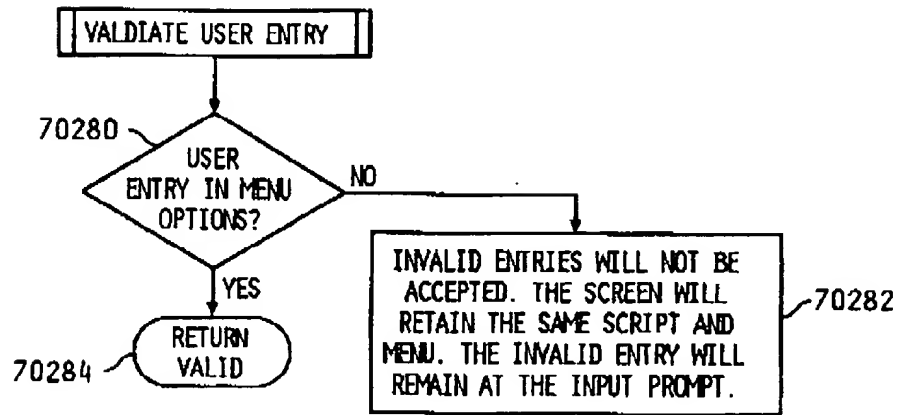 VALDIATE USER ENTRY
70280
USER
ENTRY IN MENU
OPTIONS?
NO
YES
INVALID ENTRIES WILL NOT BE
ACCEPTED. THE SCREEN WILL
RETAIN THE SAME SCRIPT AND
MENU. THE INVALID ENTRY WILL
REMAIN AT THE INPUT PROMPT.
70282
RETURN
VALID
70284